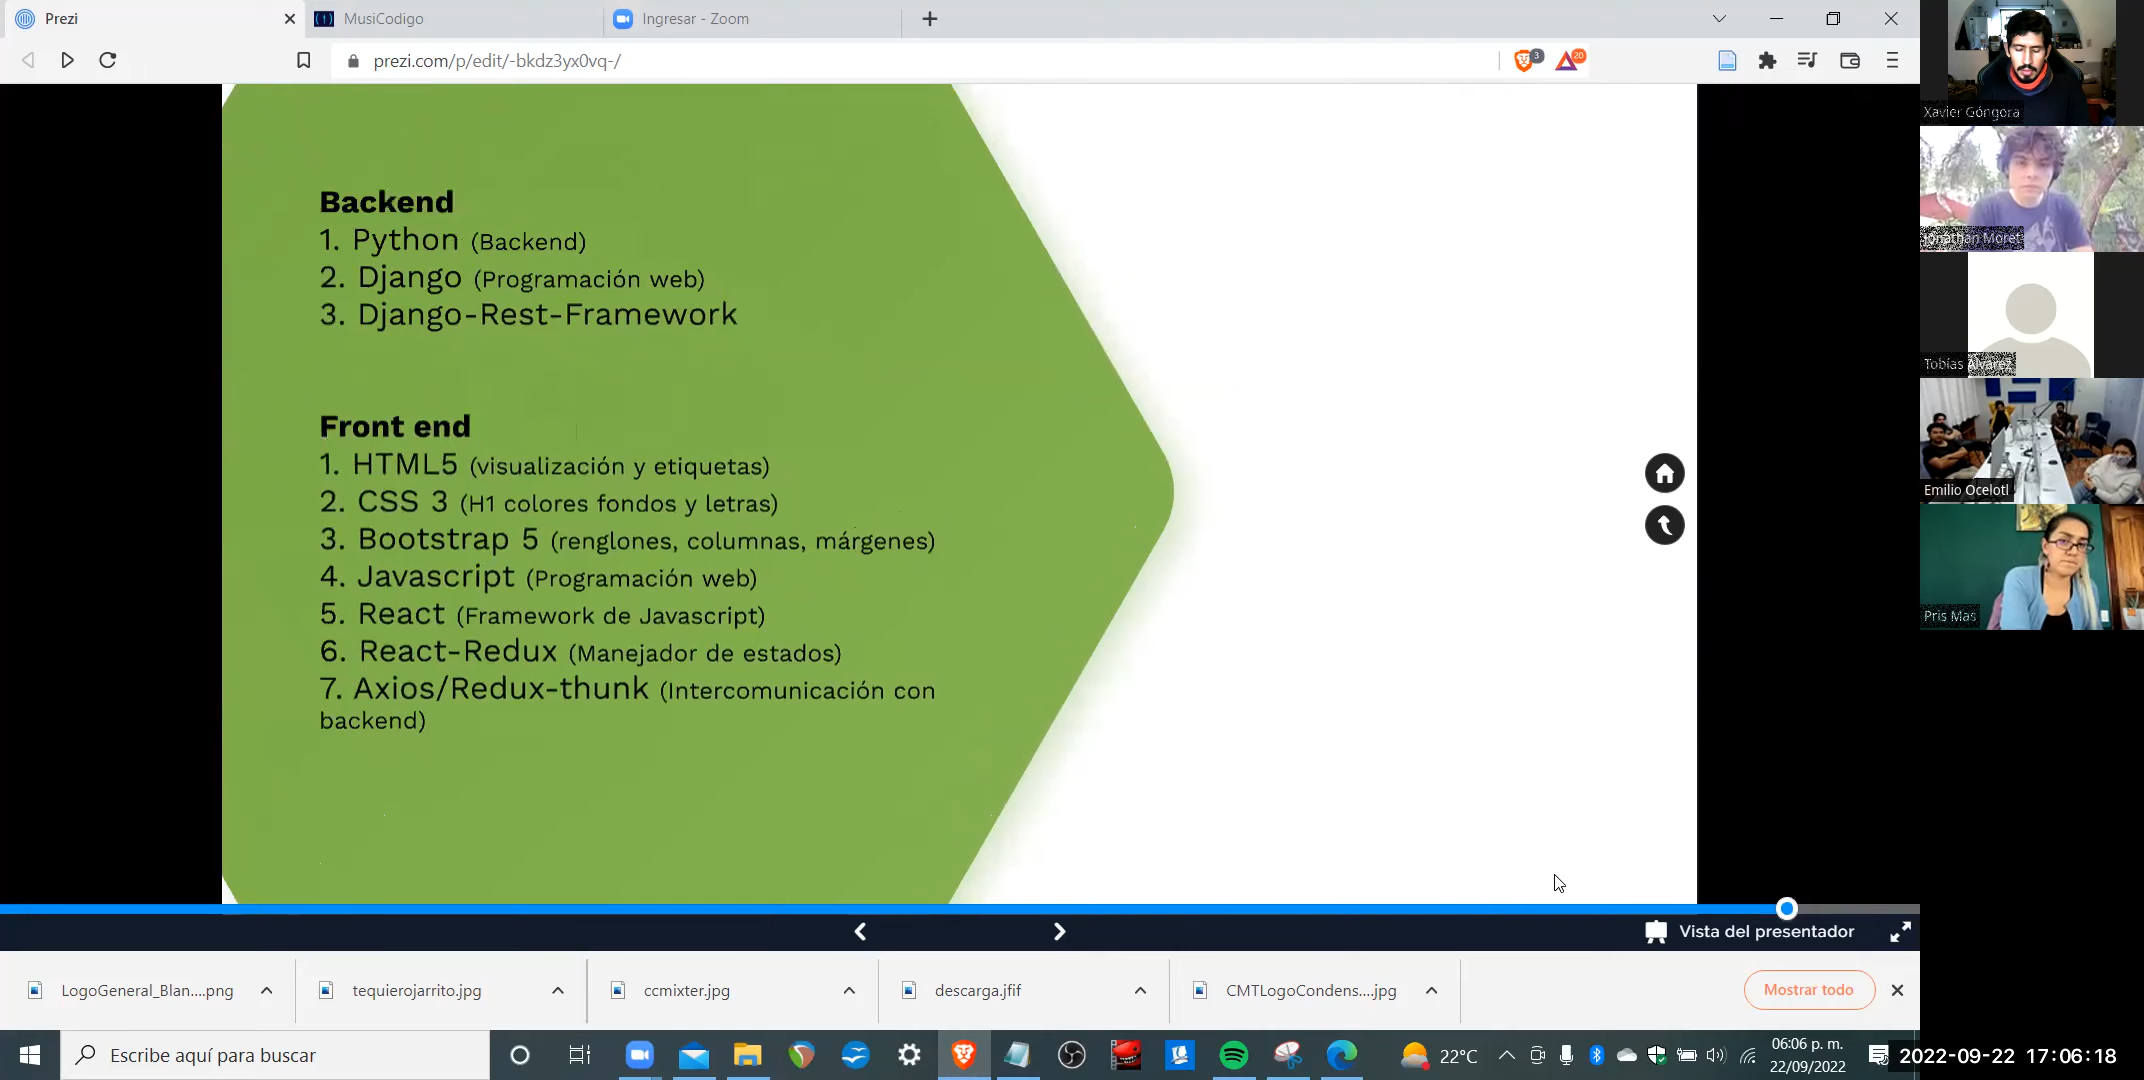 Prezi
MusiCodigo
Ingresar - Zoom
prezi.com/p/edit/-bkdz3yx0vq-/
3
20
Backend
1. Python (Backend)
2. Django (Programación web)
3. Django-Rest-Framework
Front end
1. HTML5 (visualización y etiquetas)
2. CSS 3 (H1 colores fondos y letras)
3. Bootstrap 5 (renglones, columnas, márgenes)
4. Javascript (Programación web)
5. React (Framework de Javascript)
6. React-Redux (Manejador de estados)
7. Axios/Redux-thunk (Intercomunicación con
backend)
Xavier Góngora
Jonathan Moret
Tobías Alvarez
Emilio Ocelotl
Pris Mas
Vista del presentador
LogoGeneral_Blan....png
tequierojarrito.jpg
ccmixter.jpg
descarga.jfif
CMTLogoCondens....jpg
Mostrar todo
Escribe aquí para buscar
22°C
06:06 p. m.
22/09/2022
2022-09-22 17:06:18